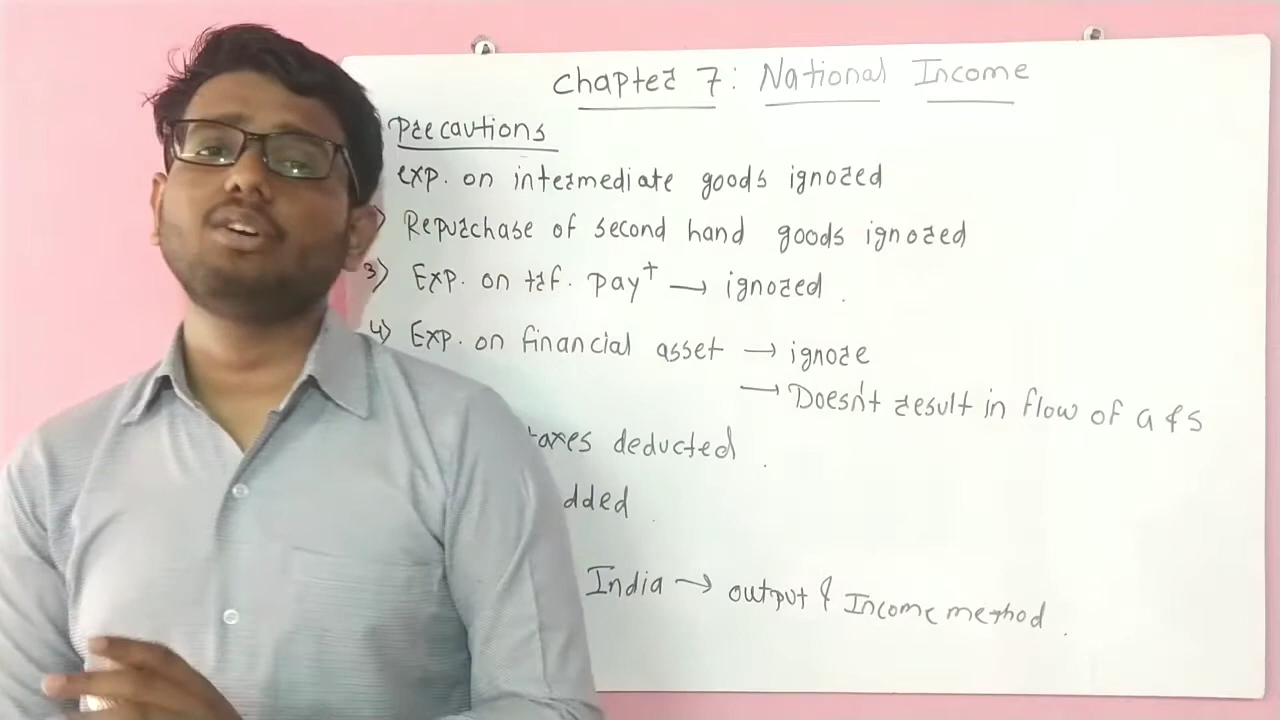 Chapter 7: National Income
Precautions
exp. on intermediate goods ignored
Repurchase of second hand goods ignored
3) Exp. on trf. pay† → ignored.
4) Exp. on financial asset → ignore
→ Doesn't result in flow of G & S
taxes deducted.
dded.
India → output & Income method.